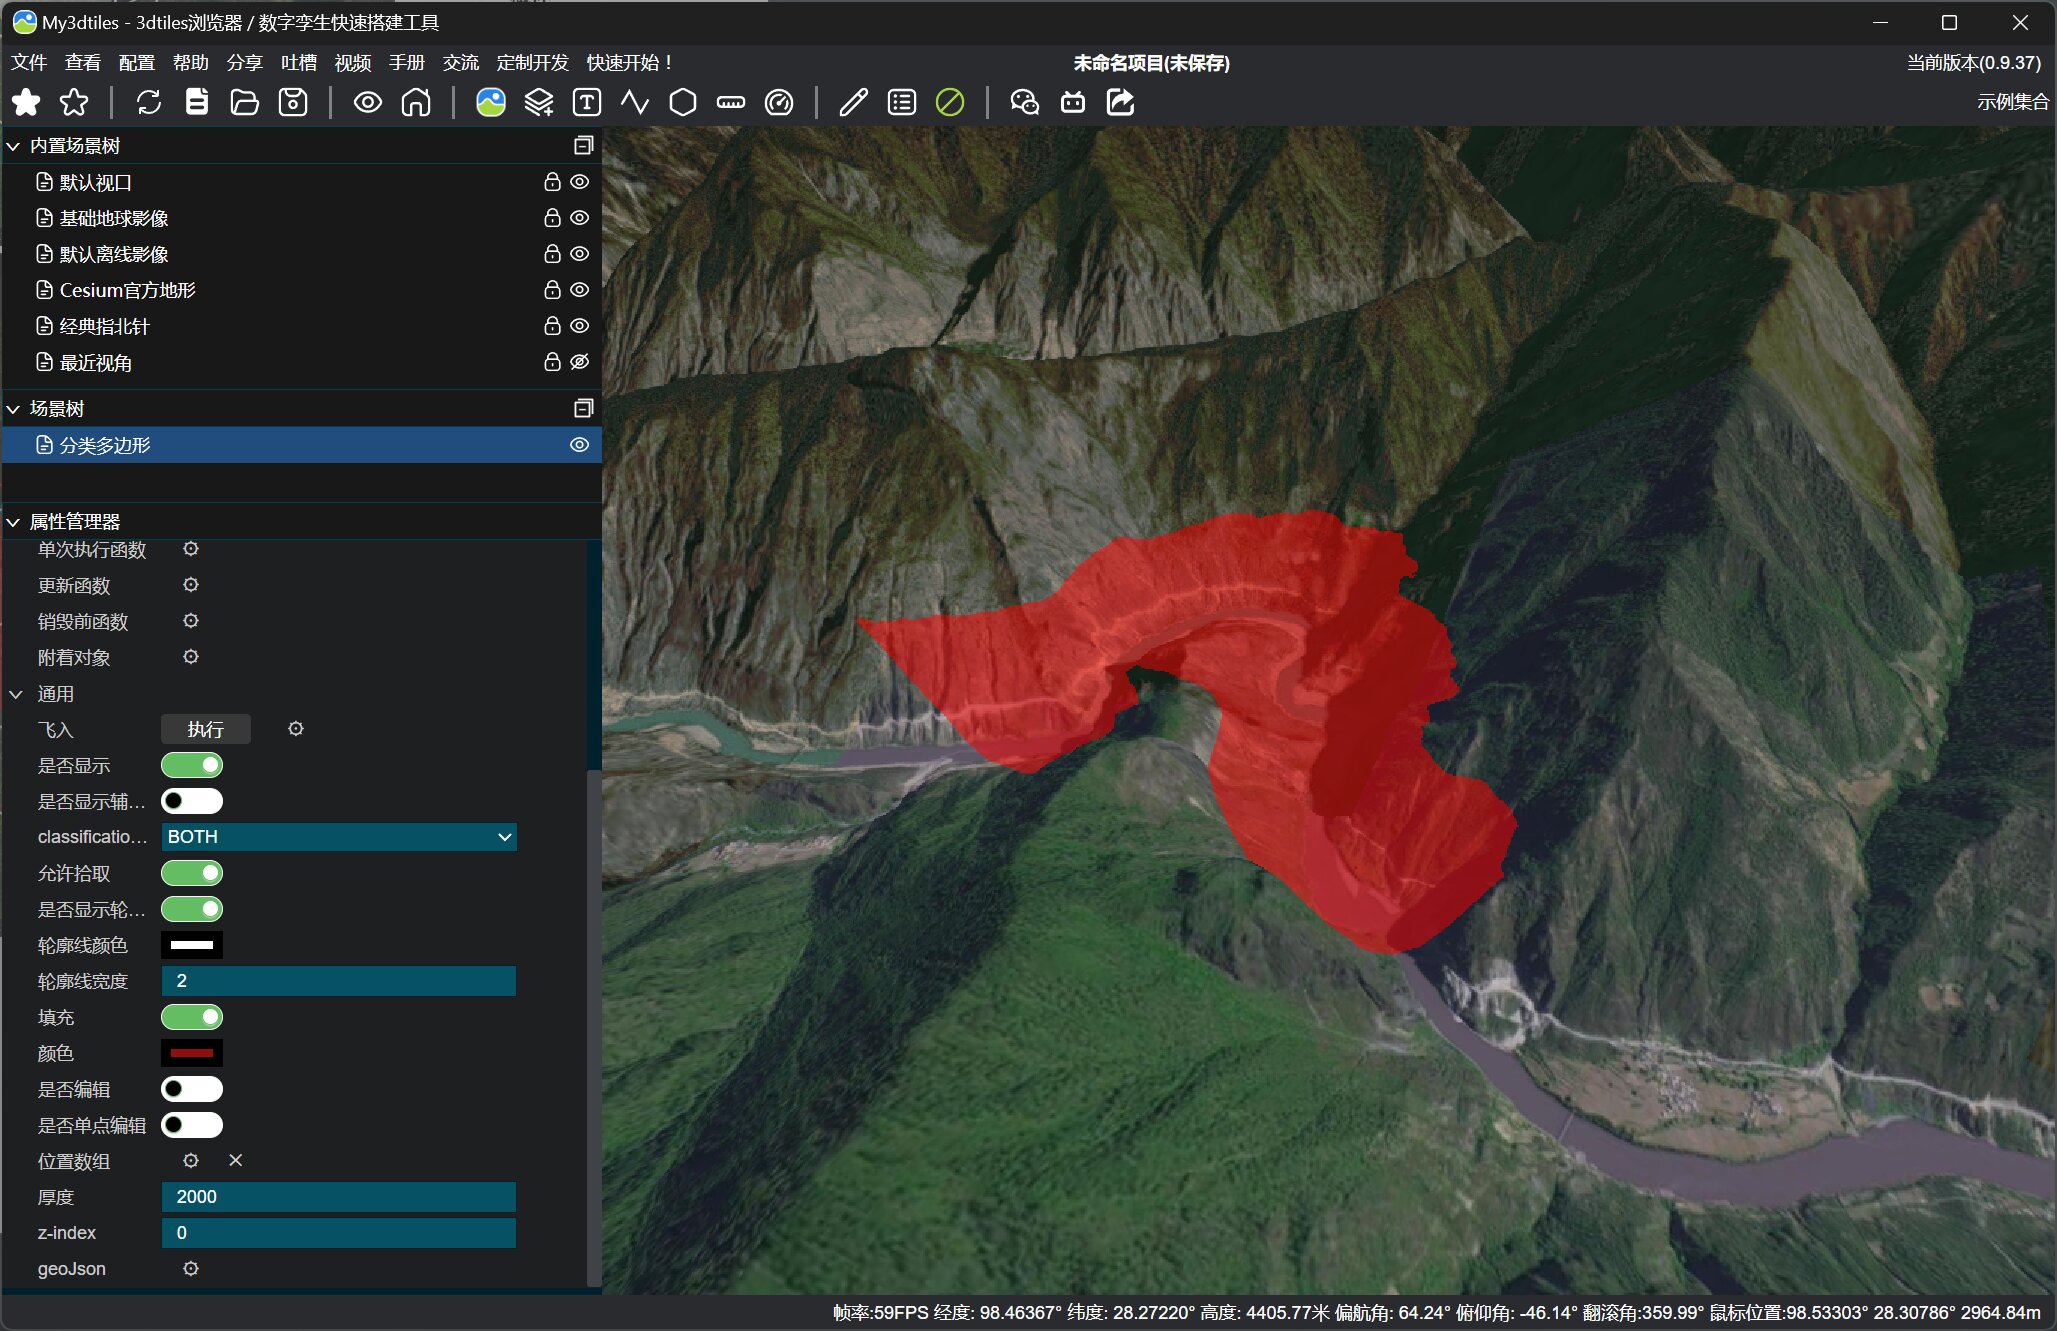 My3dtiles - 3dtiles浏览器 / 数字孪生快速搭建工具
文件 查看 配置 帮助 分享 吐槽 视频 手册 交流 定制开发 快速开始！ 未命名项目(未保存) 当前版本(0.9.37)
示例集合
内置场景树
默认视口
基础地球影像
默认离线影像
Cesium官方地形
经典指北针
最近视角
场景树
分类多边形
属性管理器
单次执行函数
更新函数
销毁前函数
附着对象
通用
飞入 执行
是否显示
是否显示辅...
classificatio... BOTH
允许拾取
是否显示轮...
轮廓线颜色
轮廓线宽度 2
填充
颜色
是否编辑
是否单点编辑
位置数组
厚度 2000
z-index 0
geoJson
帧率:59FPS 经度: 98.46367° 纬度: 28.27220° 高度: 4405.77米 偏航角: 64.24° 俯仰角: -46.14° 翻滚角:359.99° 鼠标位置:98.53303° 28.30786° 2964.84m